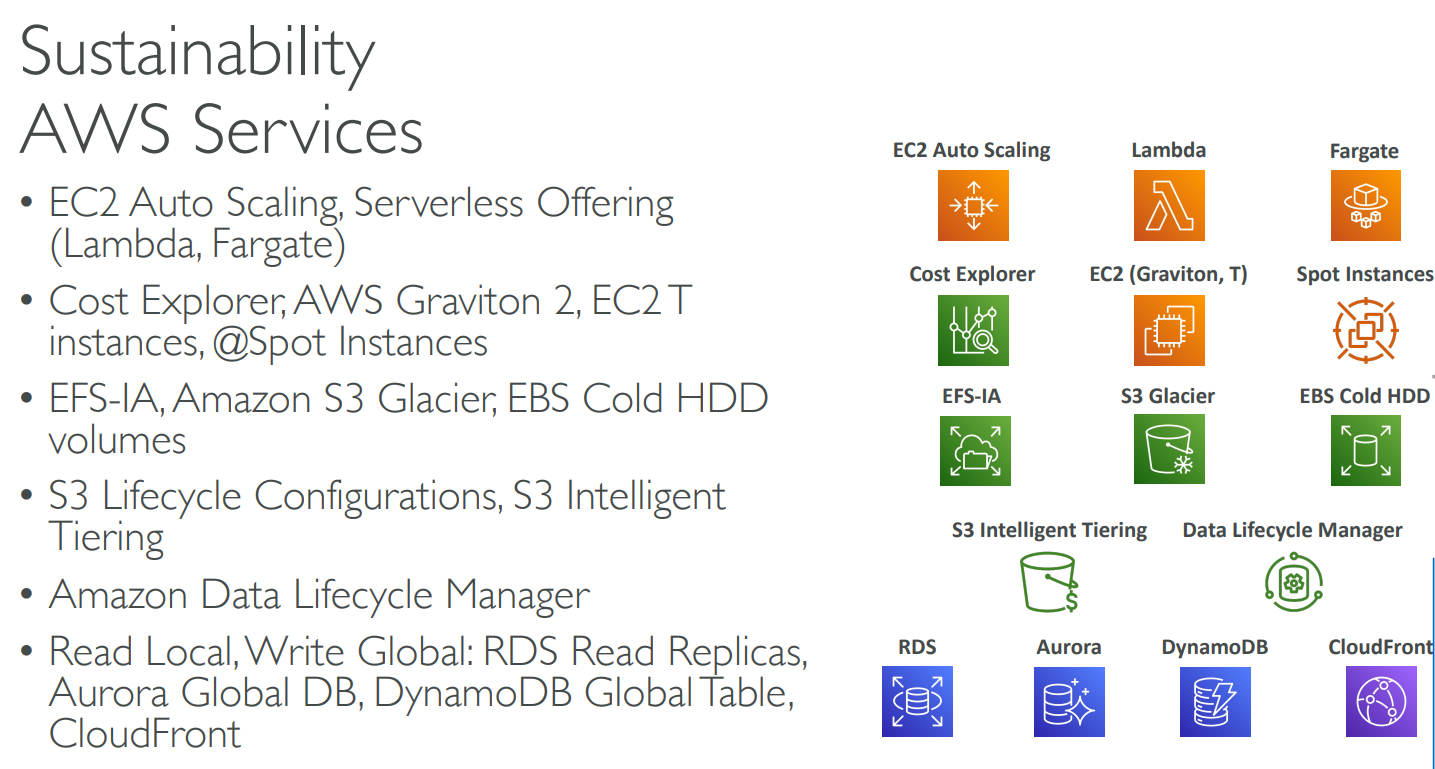 Sustainability
AWS Services
• EC2 Auto Scaling, Serverless Offering
(Lambda, Fargate)
• Cost Explorer, AWS Graviton 2, EC2 T
instances, @Spot Instances
• EFS-IA, Amazon S3 Glacier, EBS Cold HDD
volumes
• S3 Lifecycle Configurations, S3 Intelligent
Tiering
• Amazon Data Lifecycle Manager
• Read Local, Write Global: RDS Read Replicas,
Aurora Global DB, DynamoDB Global Table,
CloudFront
EC2 Auto Scaling Lambda Fargate
Cost Explorer EC2 (Graviton, T) Spot Instances
EFS-IA S3 Glacier EBS Cold HDD
S3 Intelligent Tiering Data Lifecycle Manager
RDS Aurora DynamoDB CloudFront